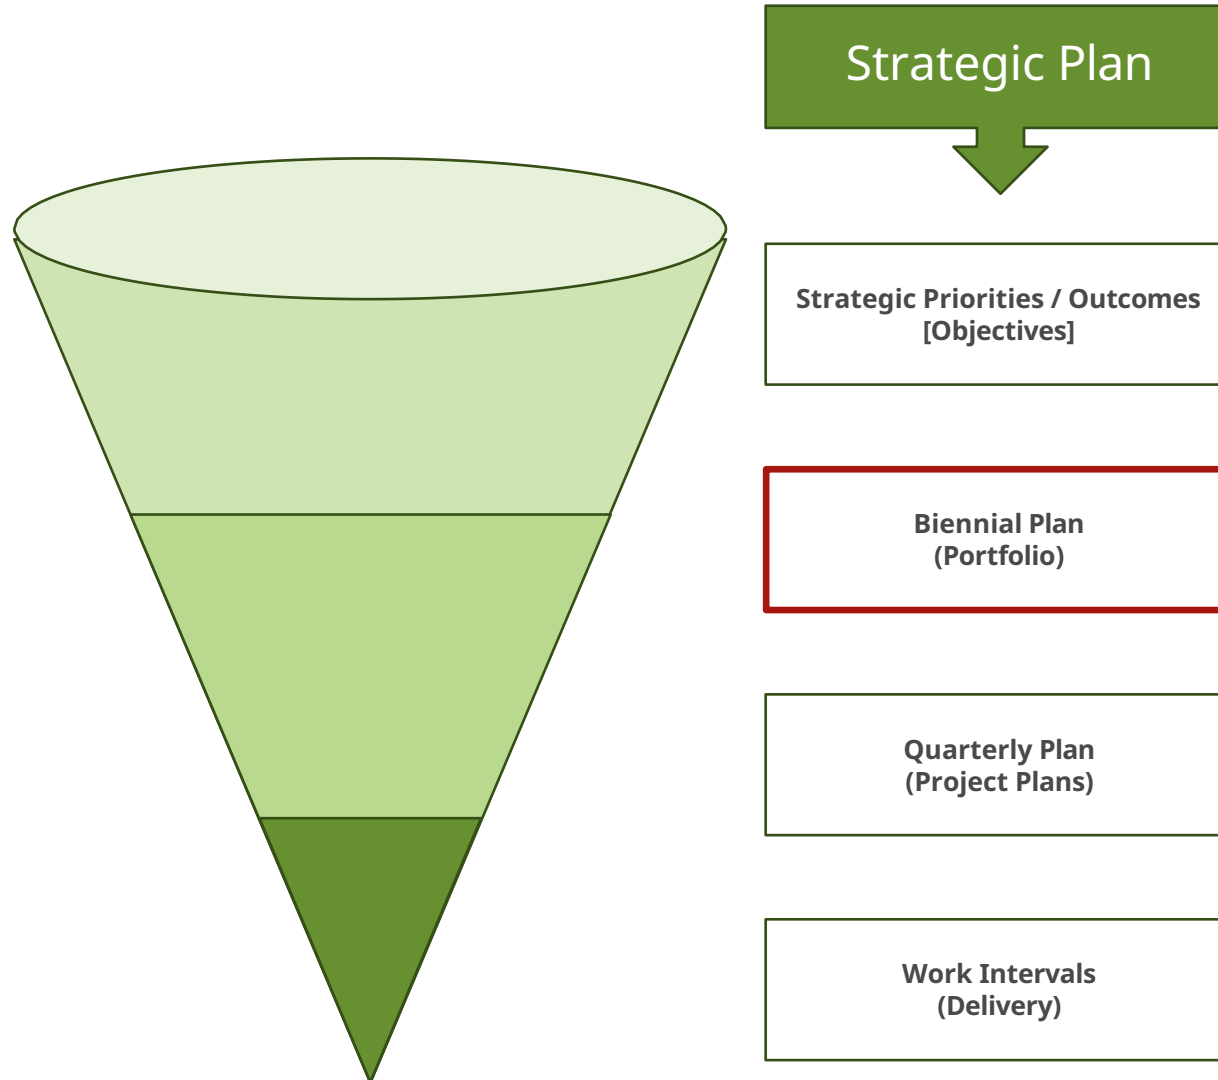 Strategic Plan
Strategic Priorities / Outcomes
[Objectives]
Biennial Plan
(Portfolio)
Quarterly Plan
(Project Plans)
Work Intervals
(Delivery)